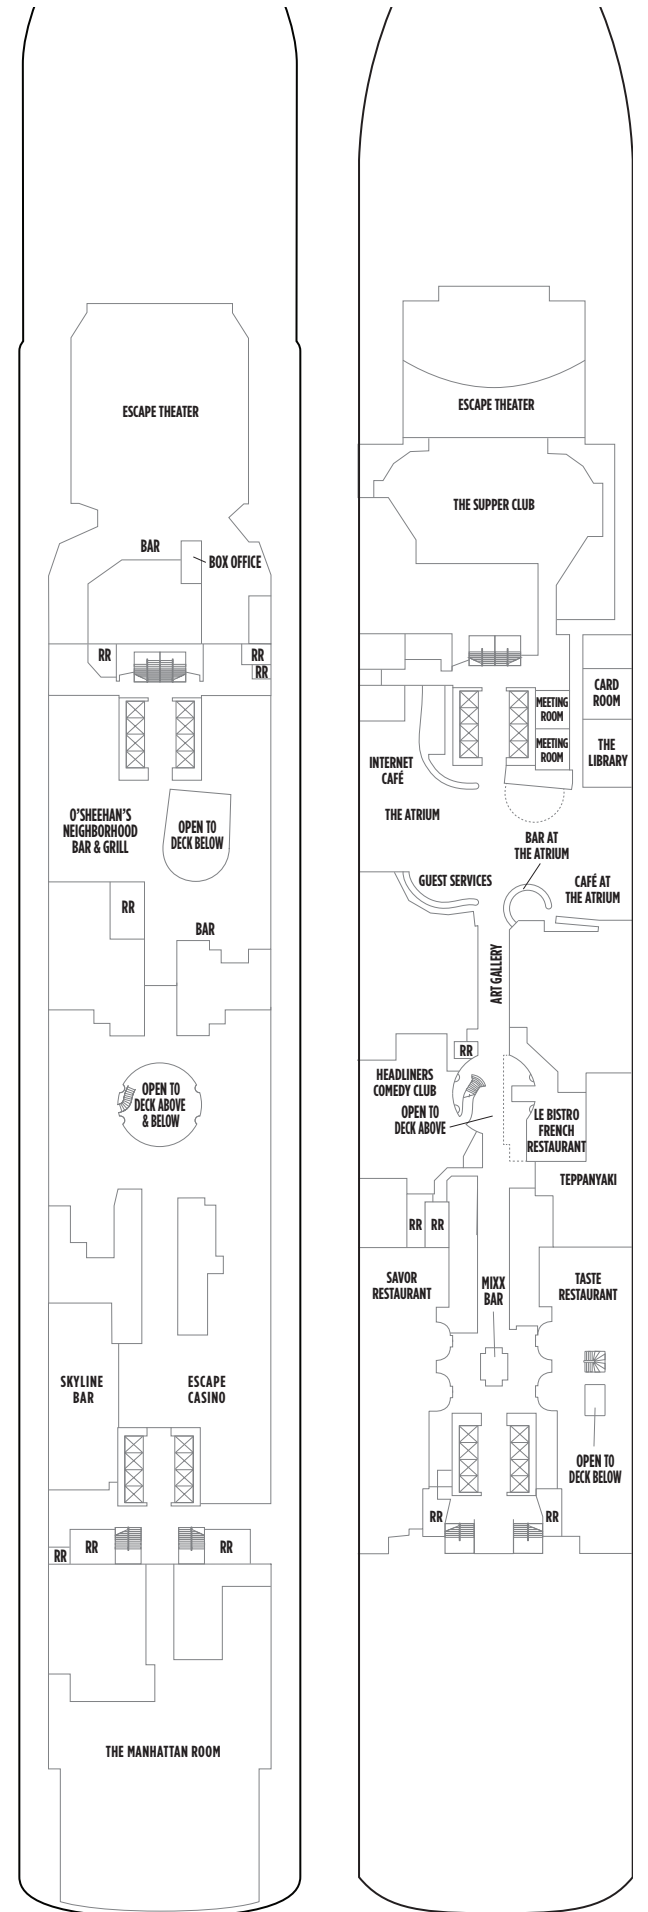 ESCAPE THEATER
BAR
BOX OFFICE
RR
RR
RR
O'SHEEHAN'S
NEIGHBORHOOD
BAR & GRILL
OPEN TO
DECK BELOW
RR
BAR
OPEN TO
DECK ABOVE
& BELOW
SKYLINE
BAR
ESCAPE
CASINO
RR
RR
RR
THE MANHATTAN ROOM
ESCAPE THEATER
THE SUPPER CLUB
CARD
ROOM
MEETING
ROOM
MEETING
ROOM
THE
LIBRARY
INTERNET
CAFÉ
THE ATRIUM
BAR AT
THE ATRIUM
GUEST SERVICES
CAFÉ AT
THE ATRIUM
ART GALLERY
RR
HEADLINERS
COMEDY CLUB
OPEN TO
DECK ABOVE
LE BISTRO
FRENCH
RESTAURANT
TEPPANYAKI
RR
RR
SAVOR
RESTAURANT
MIXX
BAR
TASTE
RESTAURANT
OPEN TO
DECK BELOW
RR
RR